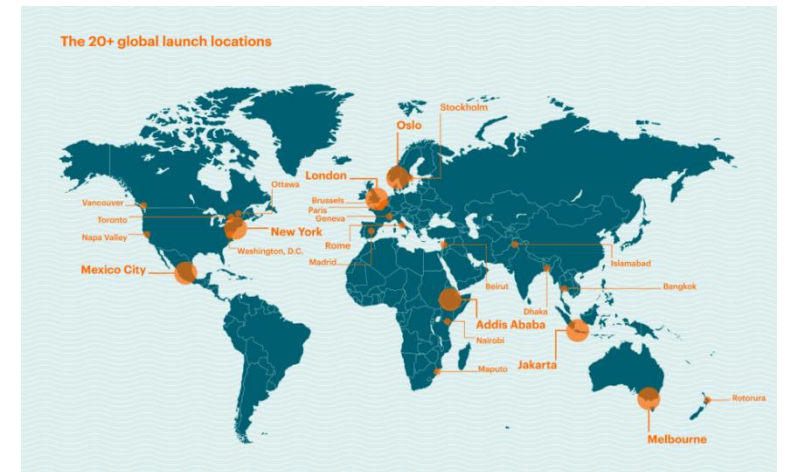 The 20+ global launch locations
Stockholm
Oslo
London
Ottawa
Brussels
Vancouver
Paris
Toronto
Geneva
New York
Napa Valley
Rome
Washington, D.C.
Madrid
Islamabad
Mexico City
Beirut
Bangkok
Dhaka
Addis Ababa
Nairobi
Jakarta
Maputo
Rotorura
Melbourne